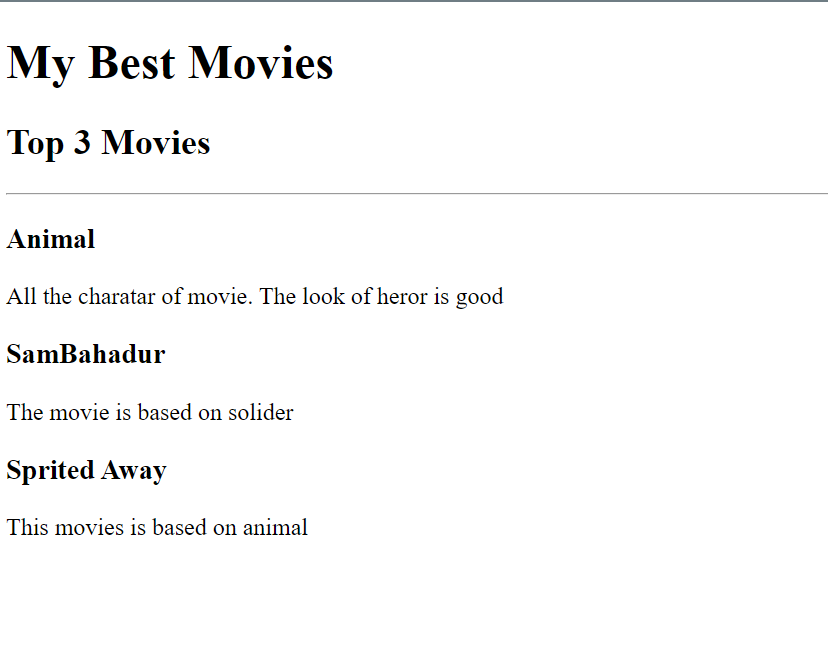 My Best Movies
Top 3 Movies
Animal
All the charatar of movie. The look of heror is good
SamBahadur
The movie is based on solider
Sprited Away
This movies is based on animal